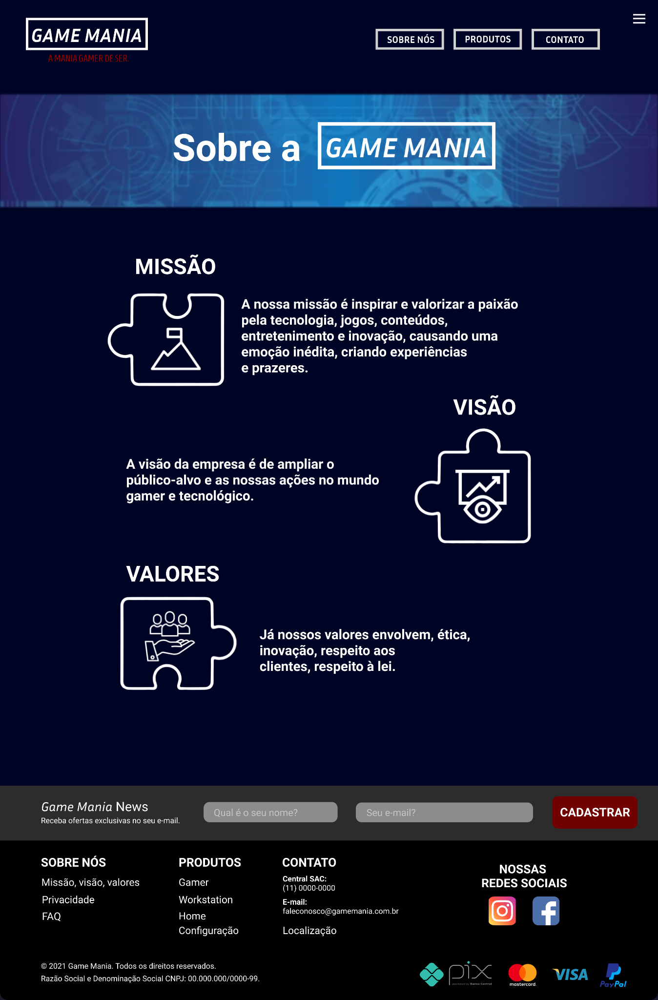 GAME MANIA
A MANIA GAMER DE SER.
SOBRE NÓS
PRODUTOS
CONTATO
Sobre a GAME MANIA
MISSÃO
A nossa missão é inspirar e valorizar a paixão
pela tecnologia, jogos, conteúdos,
entretenimento e inovação, causando uma
emoção inédita, criando experiências
e prazeres.
VISÃO
A visão da empresa é de ampliar o
público-alvo e as nossas ações no mundo
gamer e tecnológico.
VALORES
Já nossos valores envolvem, ética,
inovação, respeito aos
clientes, respeito à lei.
Game Mania News
Receba ofertas exclusivas no seu e-mail.
Qual é o seu nome?
Seu e-mail?
CADASTRAR
SOBRE NÓS
Missão, visão, valores
Privacidade
FAQ
PRODUTOS
Gamer
Workstation
Home
Configuração
CONTATO
Central SAC:
(11) 0000-0000
E-mail:
faleconosco@gamemania.com.br
Localização
NOSSAS
REDES SOCIAIS
© 2021 Game Mania. Todos os direitos reservados.
Razão Social e Denominação Social CNPJ: 00.000.000/0000-99.
pix
powered by Banco Central
mastercard.
VISA
PayPal